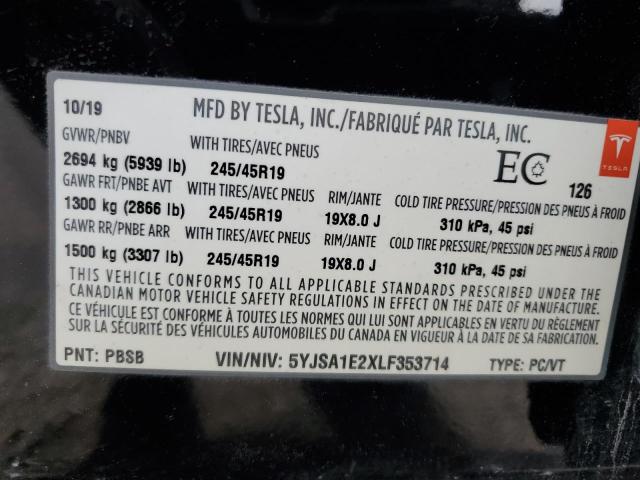 10/19 MFD BY TESLA, INC./FABRIQUÉ PAR TESLA, INC.
GVWR/PNBV WITH TIRES/AVEC PNEUS
2694 kg (5939 lb) 245/45R19 EC 126 TESLA
GAWR FRT/PNBE AVT WITH TIRES/AVEC PNEUS RIM/JANTE COLD TIRE PRESSURE/PRESSION DES PNEUS À FROID
1300 kg (2866 lb) 245/45R19 19X8.0 J 310 kPa, 45 psi
GAWR RR/PNBE ARR WITH TIRES/AVEC PNEUS RIM/JANTE COLD TIRE PRESSURE/PRESSION DES PNEUS À FROID
1500 kg (3307 lb) 245/45R19 19X8.0 J 310 kPa, 45 psi
THIS VEHICLE CONFORMS TO ALL APPLICABLE STANDARDS PRESCRIBED UNDER THE
CANADIAN MOTOR VEHICLE SAFETY REGULATIONS IN EFFECT ON THE DATE OF MANUFACTURE.
CE VÉHICULE EST CONFORME À TOUTES LES NORMES QUI LUI SONT APPLICABLES EN VERTU DU RÈGLEMENT
SUR LA SÉCURITÉ DES VÉHICULES AUTOMOBILES DU CANADA EN VIGUEUR À LA DATE DE SA FABRICATION.
PNT: PBSB VIN/NIV: 5YJSA1E2XLF353714 TYPE: PC/VT